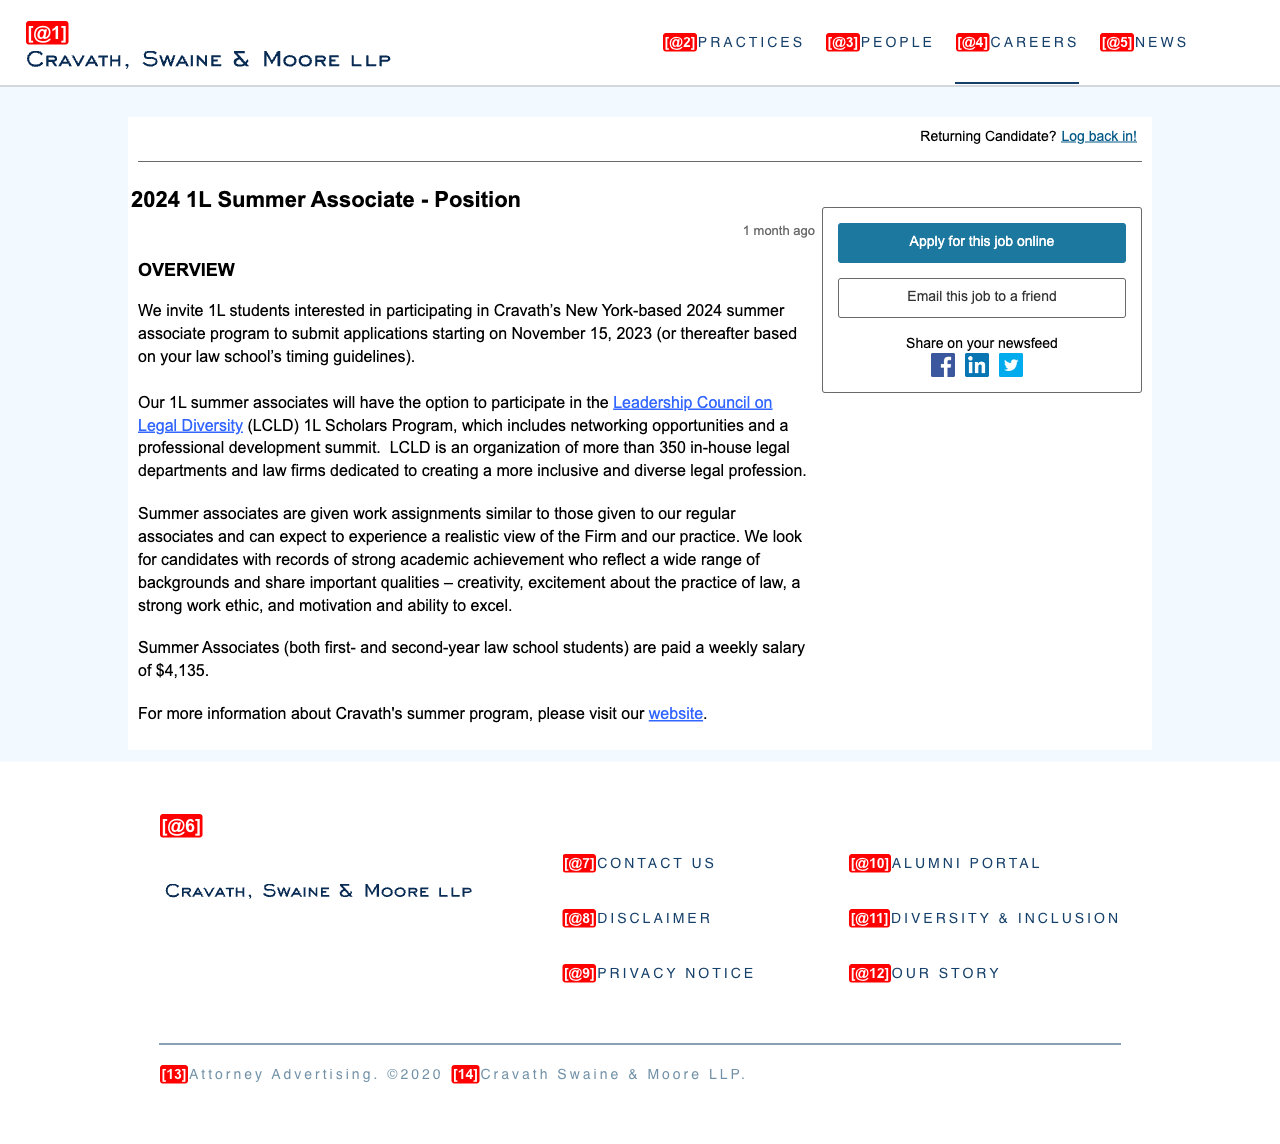 [@1]
Cravath, Swaine & Moore LLP
[@2]PRACTICES [@3]PEOPLE [@4]CAREERS [@5]NEWS
Returning Candidate? Log back in!
2024 1L Summer Associate - Position
1 month ago
OVERVIEW
We invite 1L students interested in participating in Cravath’s New York-based 2024 summer
associate program to submit applications starting on November 15, 2023 (or thereafter based
on your law school’s timing guidelines).
Our 1L summer associates will have the option to participate in the Leadership Council on
Legal Diversity (LCLD) 1L Scholars Program, which includes networking opportunities and a
professional development summit.  LCLD is an organization of more than 350 in-house legal
departments and law firms dedicated to creating a more inclusive and diverse legal profession.
Summer associates are given work assignments similar to those given to our regular
associates and can expect to experience a realistic view of the Firm and our practice. We look
for candidates with records of strong academic achievement who reflect a wide range of
backgrounds and share important qualities – creativity, excitement about the practice of law, a
strong work ethic, and motivation and ability to excel.
Summer Associates (both first- and second-year law school students) are paid a weekly salary
of $4,135.
For more information about Cravath's summer program, please visit our website.
Apply for this job online
Email this job to a friend
Share on your newsfeed
[@6]
Cravath, Swaine & Moore LLP
[@7]CONTACT US
[@8]DISCLAIMER
[@9]PRIVACY NOTICE
[@10]ALUMNI PORTAL
[@11]DIVERSITY & INCLUSION
[@12]OUR STORY
[13]Attorney Advertising. ©2020 [14]Cravath Swaine & Moore LLP.